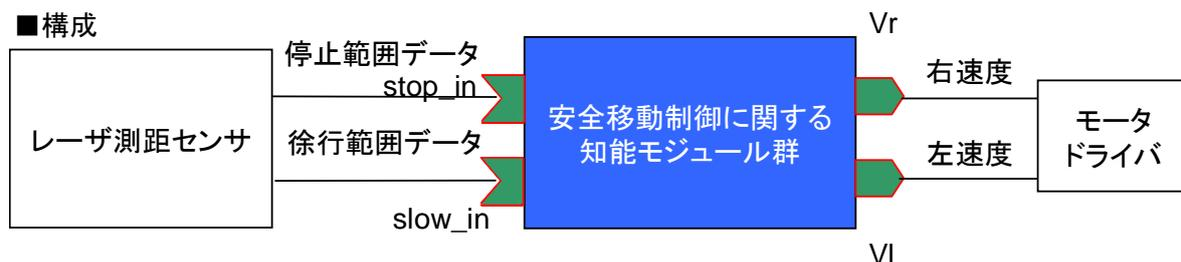 ■構成
レーザ測距センサ
停止範囲データ
stop_in
徐行範囲データ
slow_in
安全移動制御に関する
知能モジュール群
Vr
右速度
左速度
Vl
モータ
ドライバ